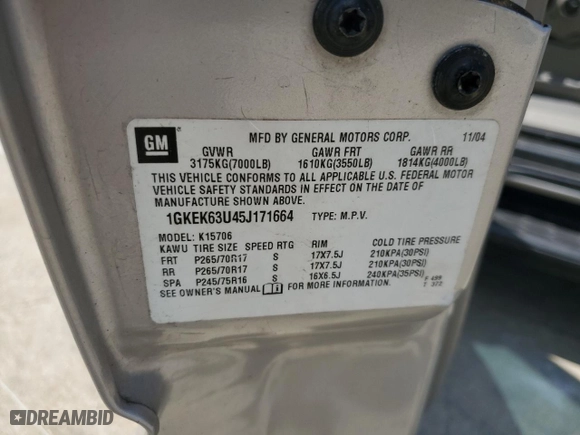 GM
MFD BY GENERAL MOTORS CORP. 11/04
GVWR GAWR FRT GAWR RR
3175KG(7000LB) 1610KG(3550LB) 1814KG(4000LB)
THIS VEHICLE CONFORMS TO ALL APPLICABLE U.S. FEDERAL MOTOR
VEHICLE SAFETY STANDARDS IN EFFECT ON THE DATE OF
MANUFACTURE SHOWN ABOVE.
1GKEK63U45J171664 TYPE: M.P.V.
MODEL: K15706
KAWU TIRE SIZE SPEED RTG RIM COLD TIRE PRESSURE
FRT P265/70R17 S 17X7.5J 210KPA(30PSI)
RR P265/70R17 S 17X7.5J 210KPA(30PSI)
SPA P245/75R16 S 16X6.5J 240KPA(35PSI)
SEE OWNER'S MANUAL FOR MORE INFORMATION.
DREAMBID